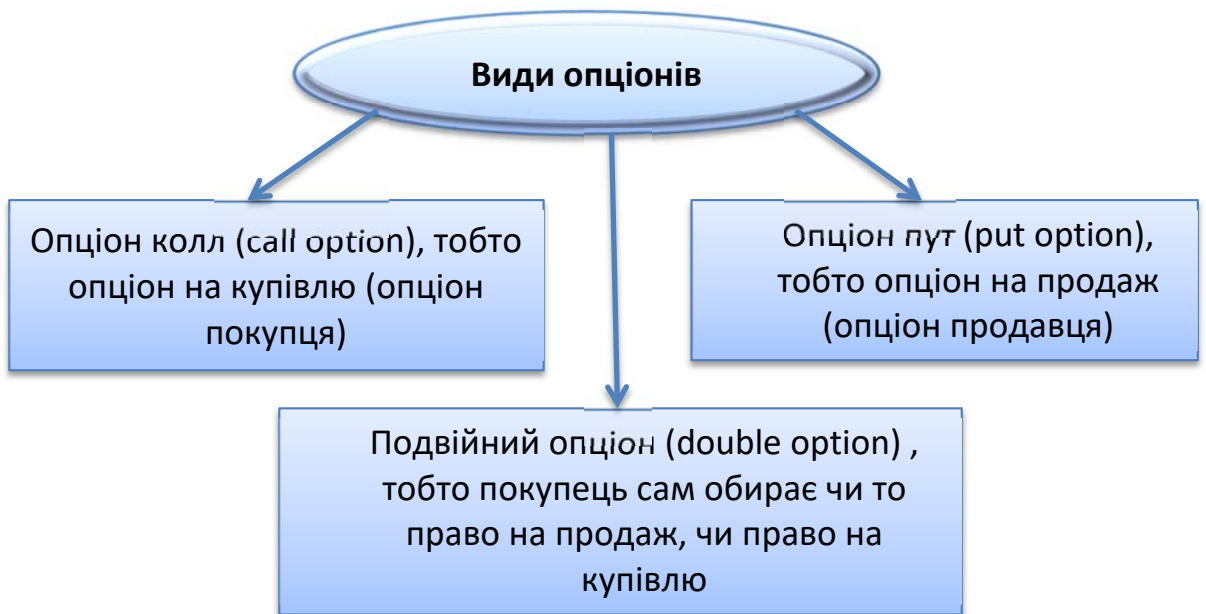 Види опціонів
Опціон колл (call option), тобто
опціон на купівлю (опціон
покупця)
Опціон пут (put option),
тобто опціон на продаж
(опціон продавця)
Подвійний опціон (double option) ,
тобто покупець сам обирає чи то
право на продаж, чи право на
купівлю